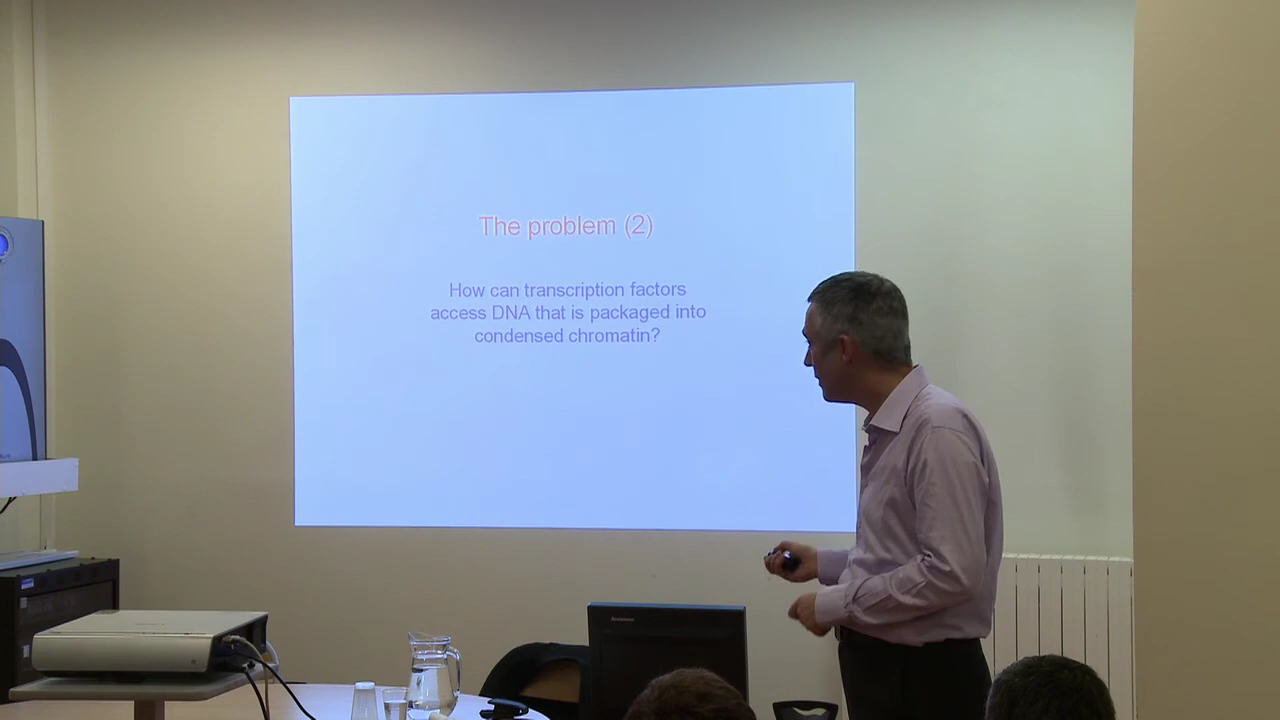 The problem (2)
How can transcription factors
access DNA that is packaged into
condensed chromatin?